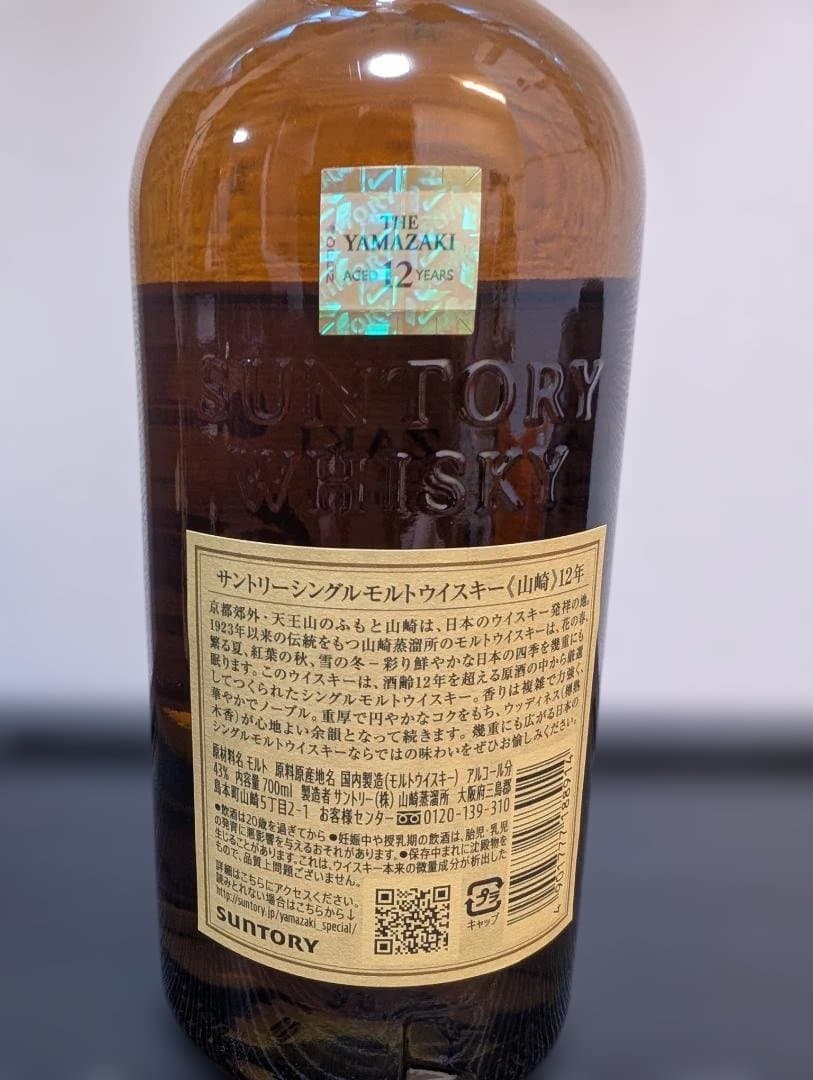 THE
YAMAZAKI
AGED 12 YEARS
SUNTORY
WHISKY
サントリーシングルモルトウイスキー《山崎》12年
京都郊外・天王山のふもと山崎は、日本のウイスキー発祥の地。
1923年以来の伝統をもつ山崎蒸溜所のモルトウイスキーは、花の春、
繁る夏、紅葉の秋、雪の冬－彩り鮮やかな日本の四季を幾重にも
眠ります。このウイスキーは、酒齢12年を超える原酒の中から厳選
してつくられたシングルモルトウイスキー。香りは複雑で力強く、
華やかでノーブル。重厚で円やかなコクをもち、ウッディネス(樽熟
木香)が心地よい余韻となって続きます。幾重にも広がる日本の
シングルモルトウイスキーならではの味わいをぜひお愉しみください。
原材料名 モルト 原料原産地名 国内製造(モルトウイスキー) アルコール分
43% 内容量700ml 製造者 サントリー(株) 山崎蒸溜所 大阪府三島郡
島本町山崎5丁目2-1 お客様センター 0120-139-310
●飲酒は20歳を過ぎてから ●妊娠中や授乳期の飲酒は、胎児・乳児
の発育に悪影響を与えるおそれがあります。●保存中まれに沈殿物を
生じることがあります。これは、ウイスキー本来の微量成分が析出した
もので、品質上問題ございません。
詳細はこちらにアクセスください。
読みとれない場合はこちらから↓
http://suntory.jp/yamazaki_special/
SUNTORY
プラ
キャップ
4 901777 188914